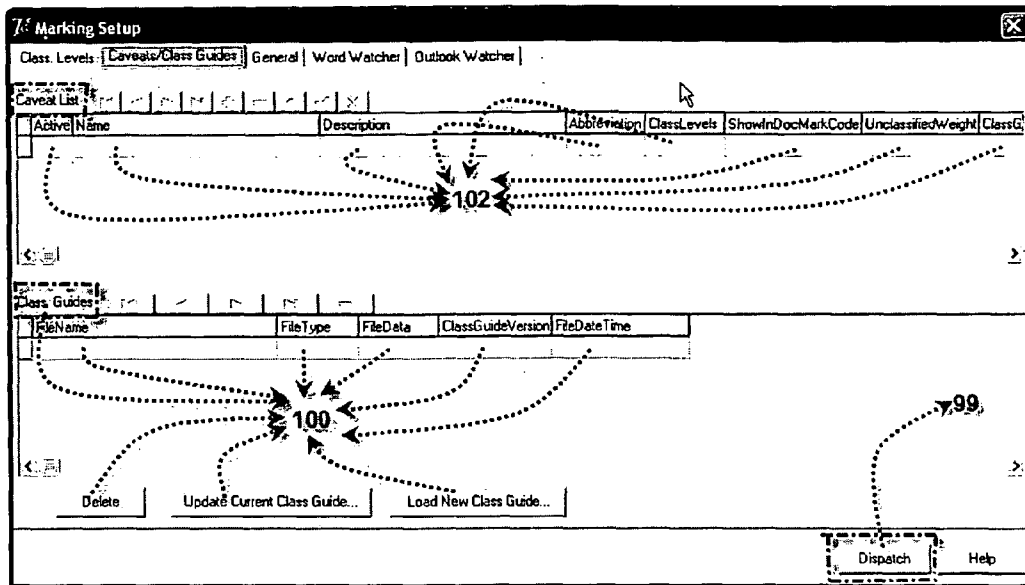 Marking Setup
Class. Levels Caveats/Class Guides General Word Watcher Outlook Watcher
Caveat List
Active Name Description Abbreviation ClassLevels ShowInDocMarkCode UnclassifiedWeight ClassG
102
Class. Guides
FileName FileType FileData ClassGuideVersion FileDateTime
100
99
Delete Update Current Class Guide... Load New Class Guide...
Dispatch Help